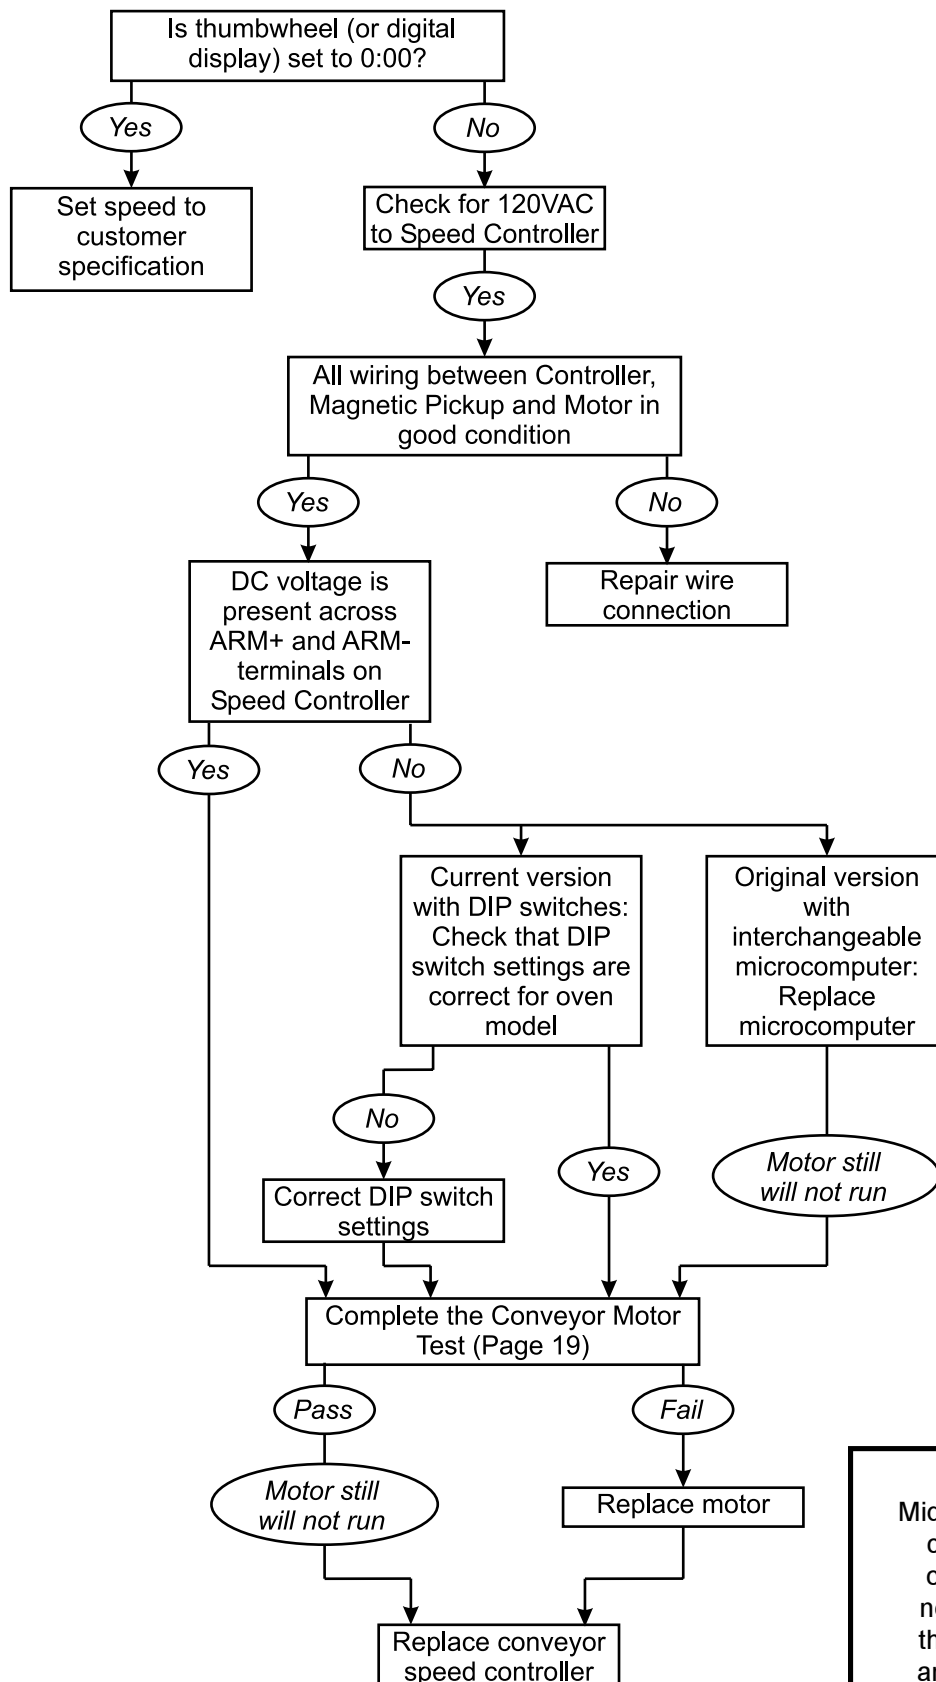 Is thumbwheel (or digital
display) set to 0:00?
Yes
No
Set speed to
customer
specification
Check for 120VAC
to Speed Controller
Yes
All wiring between Controller,
Magnetic Pickup and Motor in
good condition
Yes
No
DC voltage is
present across
ARM+ and ARM-
terminals on
Speed Controller
Repair wire
connection
Yes
No
Current version
with DIP switches:
Check that DIP
switch settings are
correct for oven
model
Original version
with
interchangeable
microcomputer:
Replace
microcomputer
No
Yes
Motor still
will not run
Correct DIP switch
settings
Complete the Conveyor Motor
Test (Page 19)
Pass
Fail
Motor still
will not run
Replace motor
Replace conveyor
speed controller